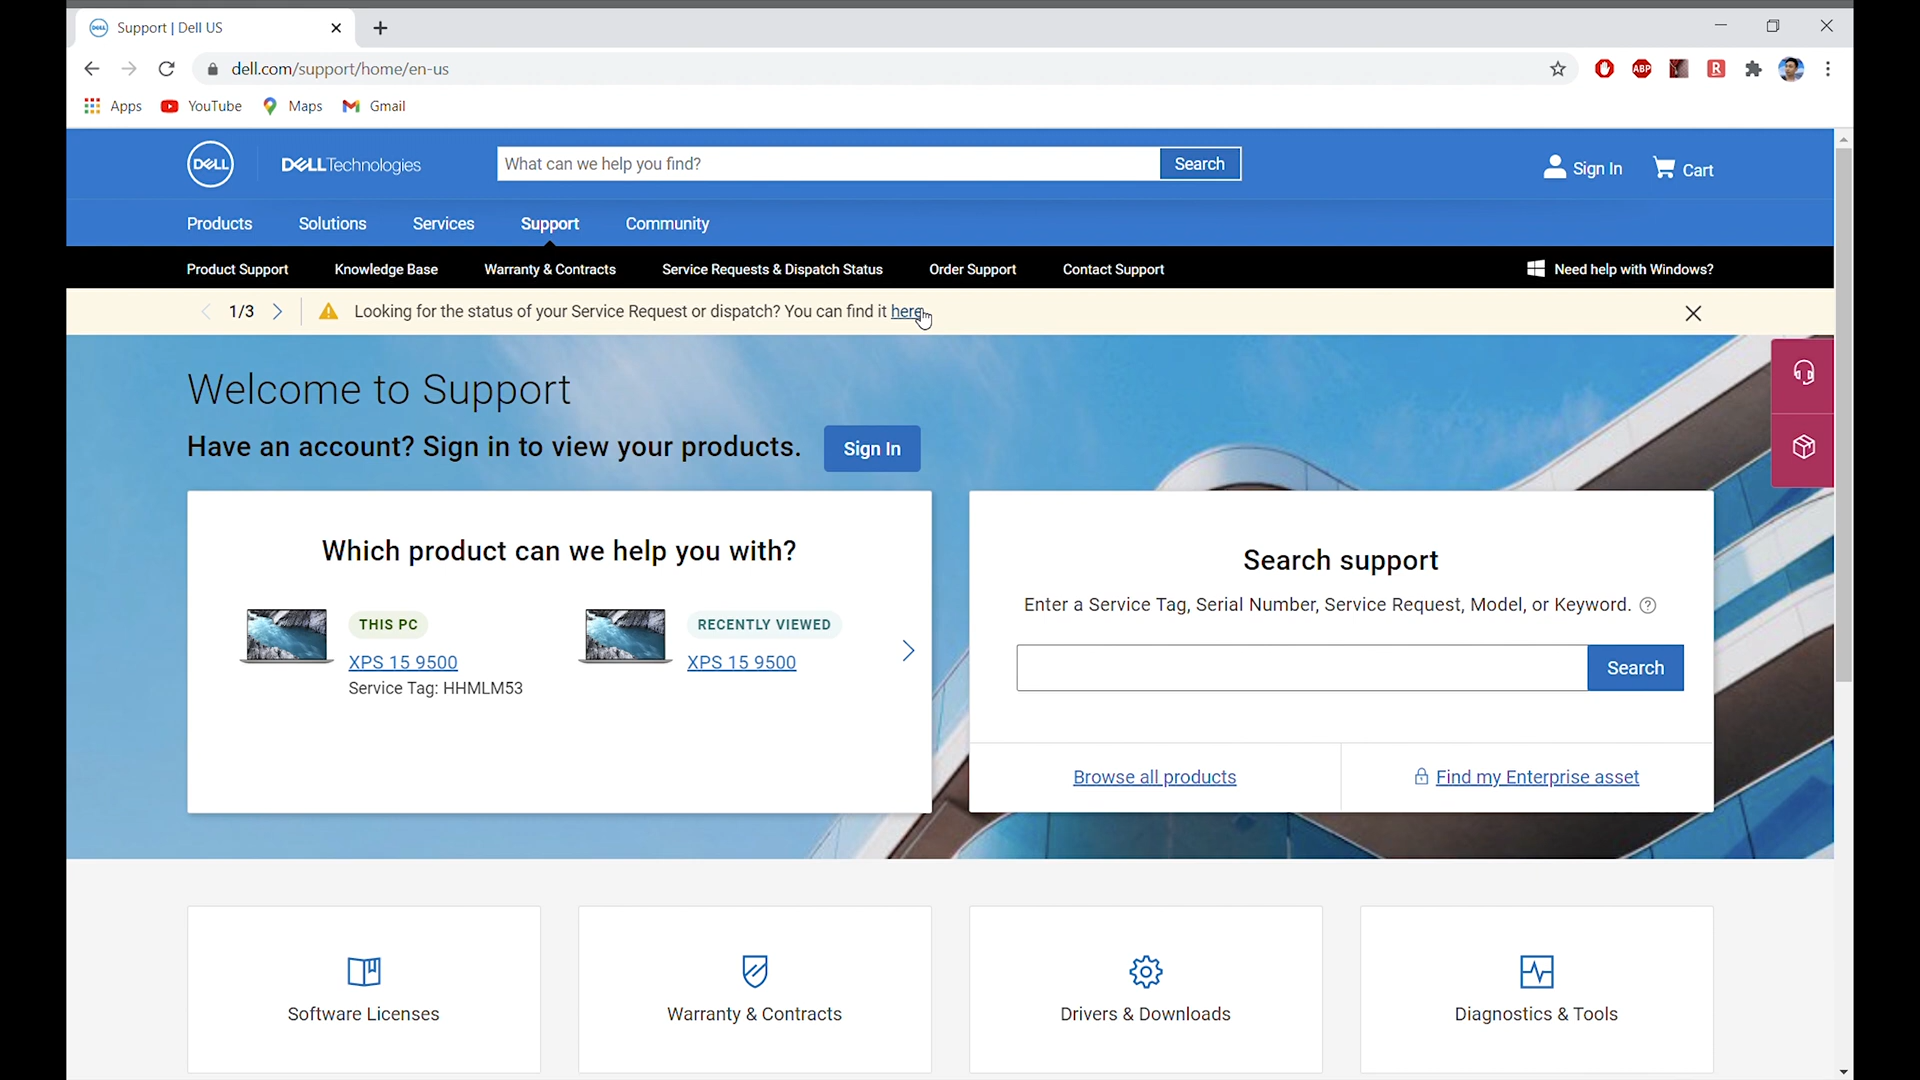 Support | Dell US
dell.com/support/home/en-us
ABP
R
Apps YouTube Maps Gmail
DELL DELLTechnologies What can we help you find? Search Sign In Cart
Products Solutions Services Support Community
Product Support Knowledge Base Warranty & Contracts Service Requests & Dispatch Status Order Support Contact Support Need help with Windows?
1/3 Looking for the status of your Service Request or dispatch? You can find it here
Welcome to Support
Have an account? Sign in to view your products. Sign In
Which product can we help you with?
THIS PC
XPS 15 9500
Service Tag: HHMLM53
RECENTLY VIEWED
XPS 15 9500
Search support
Enter a Service Tag, Serial Number, Service Request, Model, or Keyword.
Search
Browse all products
Find my Enterprise asset
Software Licenses
Warranty & Contracts
Drivers & Downloads
Diagnostics & Tools